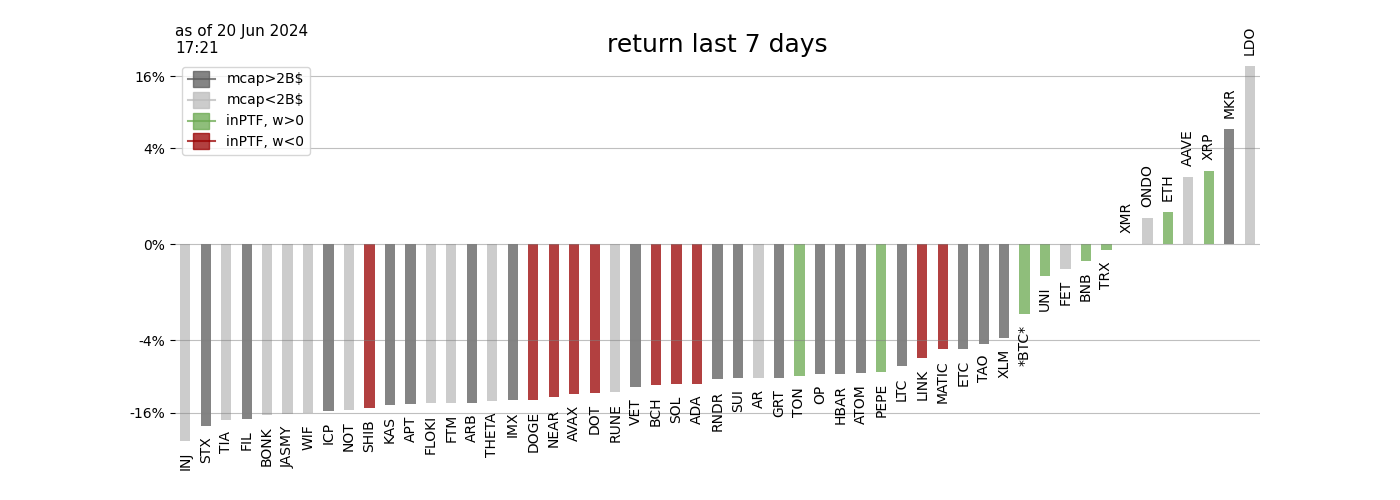 as of 20 Jun 2024
17:21
return last 7 days
mcap>2B$
mcap<2B$
inPTF, w>0
inPTF, w<0
16%
4%
0%
-4%
-16%
INJ
STX
TIA
FIL
BONK
JASMY
WIF
ICP
NOT
SHIB
KAS
APT
FLOKI
FTM
ARB
THETA
IMX
DOGE
NEAR
AVAX
DOT
RUNE
VET
BCH
SOL
ADA
RNDR
SUI
AR
GRT
TON
OP
HBAR
ATOM
PEPE
LTC
LINK
MATIC
ETC
TAO
XLM
*BTC*
UNI
FET
BNB
TRX
XMR
ONDO
ETH
AAVE
XRP
MKR
LDO